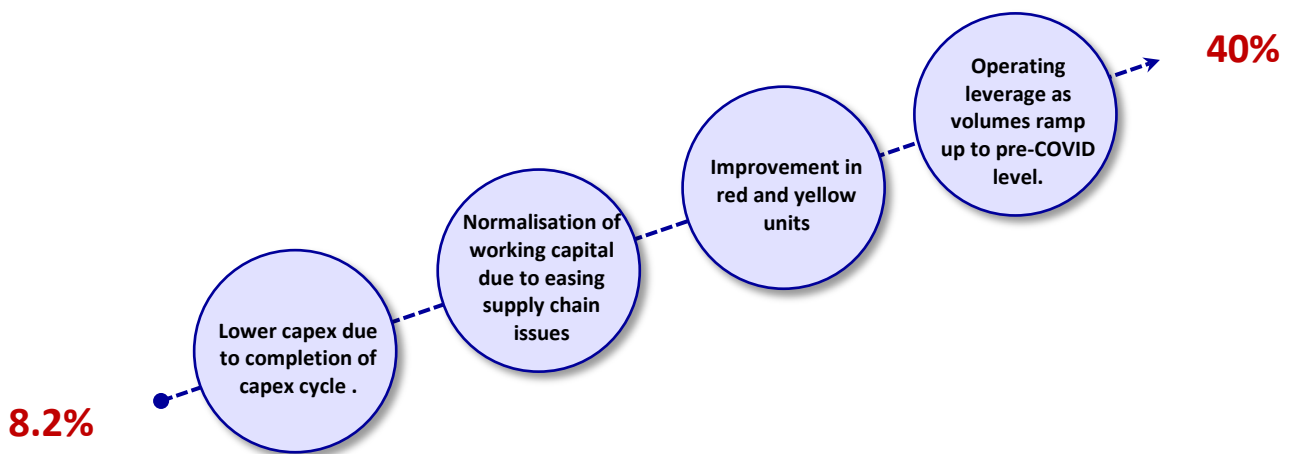 8.2%
Lower capex due
to completion of
capex cycle .
Normalisation of
working capital
due to easing
supply chain
issues
Improvement in
red and yellow
units
Operating
leverage as
volumes ramp
up to pre-COVID
level.
40%